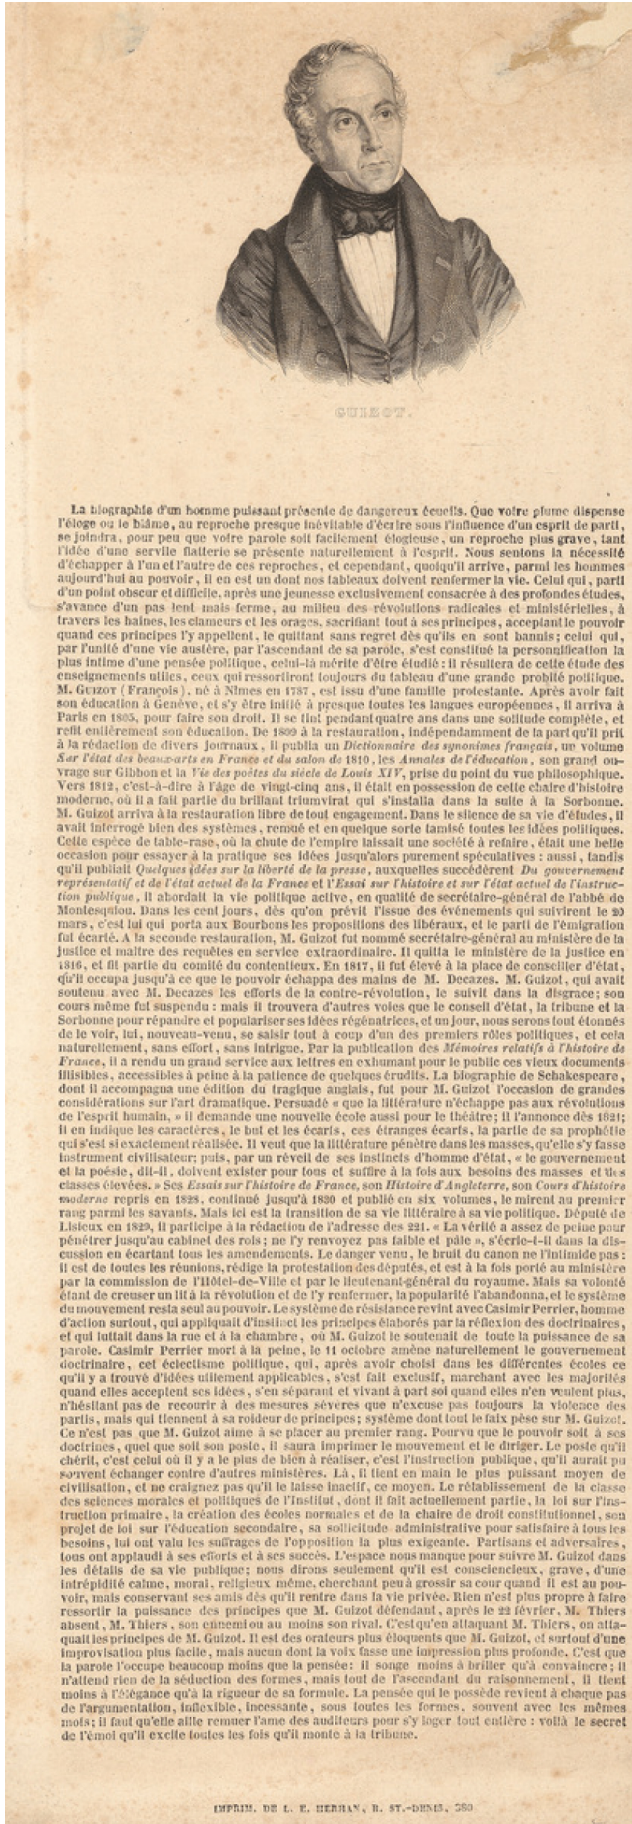 GUIZOT.
La biographie d'un homme puissant présente de dangereux écueils. Que votre plume dispense
l'éloge ou le blâme, au reproche presque inévitable d'écrire sous l'influence d'un esprit de parti,
se joindra, pour peu que votre parole soit facilement élogieuse, un reproche plus grave, tant
l'idée d'une servile flatterie se présente naturellement à l'esprit. Nous sentons la nécessité
d'échapper à l'un et l'autre de ces reproches, et cependant, quoiqu'il arrive, parmi les hommes
aujourd'hui au pouvoir, il en est un dont nos tableaux doivent renfermer la vie. Celui qui, parti
d'un point obscur et difficile, après une jeunesse exclusivement consacrée à des profondes études,
s'avance d'un pas lent mais ferme, au milieu des révolutions radicales et ministérielles, à
travers les haines, les clameurs et les orages, sacrifiant tout à ses principes, acceptant le pouvoir
quand ces principes l'y appellent, le quittant sans regret dès qu'ils en sont bannis; celui qui,
par l'unité d'une vie austère, par l'ascendant de sa parole, s'est constitué la personnification la
plus intime d'une pensée politique, celui-là mérite d'être étudié : il résultera de cette étude des
enseignements utiles, ceux qui ressortiront toujours du tableau d'une grande probité politique.
M. GUIZOT (François), né à Nîmes en 1787, est issu d'une famille protestante. Après avoir fait
son éducation à Genève, et s'y être initié à presque toutes les langues européennes, il arriva à
Paris en 1805, pour faire son droit. Il se tint pendant quatre ans dans une solitude complète, et
refit entièrement son éducation. De 1809 à la restauration, indépendamment de la part qu'il prit
à la rédaction de divers journaux, il publia un Dictionnaire des synonimes français, un volume
Sur l'état des beaux-arts en France et du salon de 1810, les Annales de l'éducation, son grand ou-
vrage sur Gibbon et la Vie des poètes du siècle de Louis XIV, prise du point du vue philosophique.
Vers 1812, c'est-à-dire à l'âge de vingt-cinq ans, il était en possession de cette chaire d'histoire
moderne, où il a fait partie du brillant triumvirat qui s'installa dans la suite à la Sorbonne.
M. Guizot arriva à la restauration libre de tout engagement. Dans le silence de sa vie d'études, il
avait interrogé bien des systèmes, remué et en quelque sorte tamisé toutes les idées politiques.
Cette espèce de table-rase, où la chute de l'empire laissait une société à refaire, était une belle
occasion pour essayer à la pratique ses idées jusqu'alors purement spéculatives : aussi, tandis
qu'il publiait Quelques idées sur la liberté de la presse, auxquelles succédèrent Du gouvernement
représentatif et de l'état actuel de la France et l'Essai sur l'histoire et sur l'état actuel de l'instruc-
tion publique, il abordait la vie politique active, en qualité de secrétaire-général de l'abbé de
Montesquiou. Dans les cent jours, dès qu'on prévit l'issue des événements qui suivirent le 20
mars, c'est lui qui porta aux Bourbons les propositions des libéraux, et le parti de l'émigration
fut écarté. A la seconde restauration, M. Guizot fut nommé secrétaire-général au ministère de la
justice et maître des requêtes en service extraordinaire. Il quitta le ministère de la justice en
1816, et fit partie du comité du contentieux. En 1817, il fut élevé à la place de conseiller d'état,
qu'il occupa jusqu'à ce que le pouvoir échappa des mains de M. Decazes. M. Guizot, qui avait
soutenu avec M. Decazes les efforts de la contre-révolution, le suivit dans la disgrace; son
cours même fut suspendu : mais il trouvera d'autres voies que le conseil d'état, la tribune et la
Sorbonne pour répandre et populariser ses idées régénatrices, et un jour, nous serons tout étonnés
de le voir, lui, nouveau-venu, se saisir tout à coup d'un des premiers rôles politiques, et cela
naturellement, sans effort, sans intrigue. Par la publication des Mémoires relatifs à l'histoire de
France, il a rendu un grand service aux lettres en exhumant pour le public ces vieux documents
illisibles, accessibles à peine à la patience de quelques érudits. La biographie de Schakespeare,
dont il accompagna une édition du tragique anglais, fut pour M. Guizot l'occasion de grandes
considérations sur l'art dramatique. Persuadé « que la littérature n'échappe pas aux révolutions
de l'esprit humain, » il demande une nouvelle école aussi pour le théâtre; il l'annonce dès 1821;
il en indique les caractères, le but et les écarts, ces étranges écarts, la partie de sa prophétie
qui s'est si exactement réalisée. Il veut que la littérature pénètre dans les masses, qu'elle s'y fasse
instrument civilisateur; puis, par un réveil de ses instincts d'homme d'état, « le gouvernement
et la poésie, dit-il, doivent exister pour tous et suffire à la fois aux besoins des masses et des
classes élevées. » Ses Essais sur l'histoire de France, son Histoire d'Angleterre, son Cours d'histoire
moderne repris en 1828, continué jusqu'à 1830 et publié en six volumes, le mirent au premier
rang parmi les savants. Mais ici est la transition de sa vie littéraire à sa vie politique. Député de
Lisieux en 1829, il participe à la rédaction de l'adresse des 221. « La vérité a assez de peine pour
pénétrer jusqu'au cabinet des rois; ne l'y renvoyez pas faible et pâle », s'écrie-t-il dans la dis-
cussion en écartant tous les amendements. Le danger venu, le bruit du canon ne l'intimide pas :
il est de toutes les réunions, rédige la protestation des députés, et est à la fois porté au ministère
par la commission de l'Hôtel-de-Ville et par le lieutenant-général du royaume. Mais sa volonté
étant de creuser un lit à la révolution et de l'y renfermer, la popularité l'abandonna, et le système
du mouvement resta seul au pouvoir. Le système de résistance revint avec Casimir Perrier, homme
d'action surtout, qui appliquait d'instinct les principes élaborés par la réflexion des doctrinaires,
et qui luttait dans la rue et à la chambre, où M. Guizot le soutenait de toute la puissance de sa
parole. Casimir Perrier mort à la peine, le 11 octobre amène naturellement le gouvernement
doctrinaire, cet éclectisme politique, qui, après avoir choisi dans les différentes écoles ce
qu'il y a trouvé d'idées utilement applicables, s'est fait exclusif, marchant avec les majorités
quand elles acceptent ses idées, s'en séparant et vivant à part soi quand elles n'en veulent plus,
n'hésitant pas de recourir à des mesures sévères que n'excuse pas toujours la violence des
partis, mais qui tiennent à sa roideur de principes; système dont tout le faix pèse sur M. Guizot.
Ce n'est pas que M. Guizot aime à se placer au premier rang. Pourvu que le pouvoir soit à ses
doctrines, quel que soit son poste, il saura imprimer le mouvement et le diriger. Le poste qu'il
chérit, c'est celui où il y a le plus de bien à réaliser, c'est l'instruction publique, qu'il aurait pu
souvent échanger contre d'autres ministères. Là, il tient en main le plus puissant moyen de
civilisation, et ne craignez pas qu'il le laisse inactif, ce moyen. Le rétablissement de la classe
des sciences morales et politiques de l'Institut, dont il fait actuellement partie, la loi sur l'ins-
truction primaire, la création des écoles normales et de la chaire de droit constitutionnel, son
projet de loi sur l'éducation secondaire, sa sollicitude administrative pour satisfaire à tous les
besoins, lui ont valu les suffrages de l'opposition la plus exigeante. Partisans et adversaires,
tous ont applaudi à ses efforts et à ses succès. L'espace nous manque pour suivre M. Guizot dans
les détails de sa vie publique; nous dirons seulement qu'il est consciencieux, grave, d'une
intrépidité calme, moral, religieux même, cherchant peu à grossir sa cour quand il est au pou-
voir, mais conservant ses amis dès qu'il rentre dans la vie privée. Rien n'est plus propre à faire
ressortir la puissance des principes que M. Guizot défendant, après le 22 février, M. Thiers
absent, M. Thiers, son ennemi ou au moins son rival. C'est qu'en attaquant M. Thiers, on atta-
quait les principes de M. Guizot. Il est des orateurs plus éloquents que M. Guizot, et surtout d'une
improvisation plus facile, mais aucun dont la voix fasse une impression plus profonde. C'est que
la parole l'occupe beaucoup moins que la pensée: il songe moins à briller qu'à convaincre; il
n'attend rien de la séduction des formes, mais tout de l'ascendant du raisonnement, il tient
moins à l'élégance qu'à la rigueur de sa formule. La pensée qui le possède revient à chaque pas
de l'argumentation, inflexible, incessante, sous toutes les formes, souvent avec les mêmes
mots; il faut qu'elle aille remuer l'ame des auditeurs pour s'y loger tout entière : voilà le secret
de l'émoi qu'il excite toutes les fois qu'il monte à la tribune.
IMPRIM. DE L. E. HERHAN, R. ST.-DENIS, 380